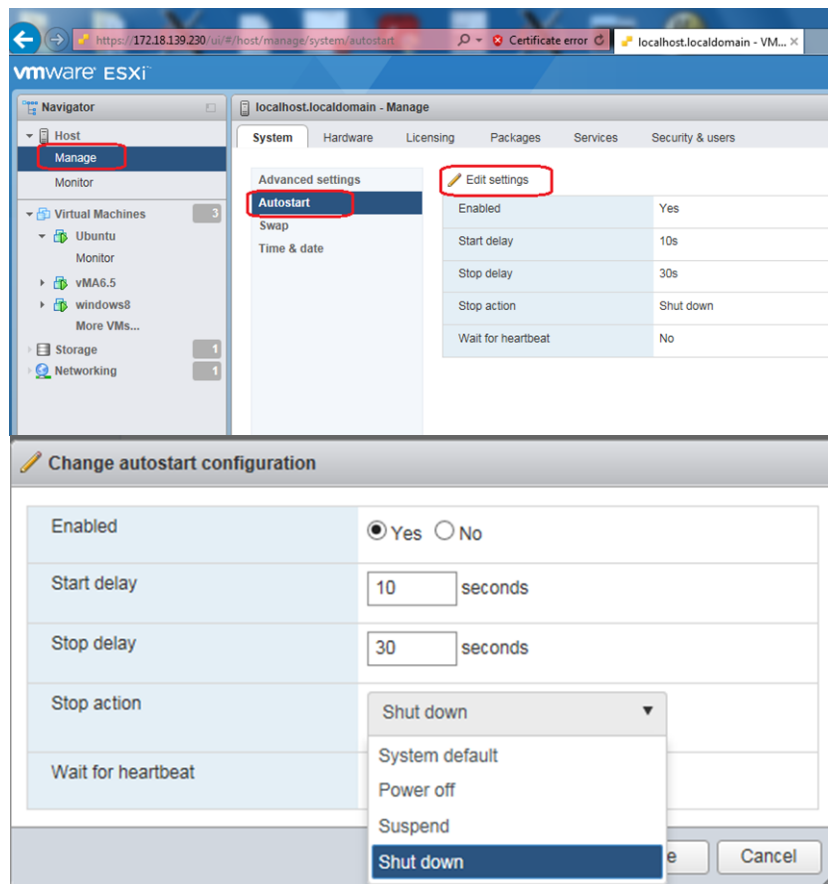 https://172.18.139.230/ui/#/host/manage/system/autostart
Certificate error
localhost.localdomain - VM...
vmware ESXi
Navigator
localhost.localdomain - Manage
Host
System Hardware Licensing Packages Services Security & users
Manage
Monitor
Advanced settings
Edit settings
Autostart
Enabled Yes
Virtual Machines 3
Swap
Ubuntu
Start delay 10s
Time & date
Monitor
Stop delay 30s
vMA6.5
windows8
Stop action Shut down
More VMs...
Wait for heartbeat No
Storage 1
Networking 1
Change autostart configuration
Enabled Yes No
Start delay 10 seconds
Stop delay 30 seconds
Stop action Shut down
System default
Wait for heartbeat
Power off
Suspend
Shut down
Cancel